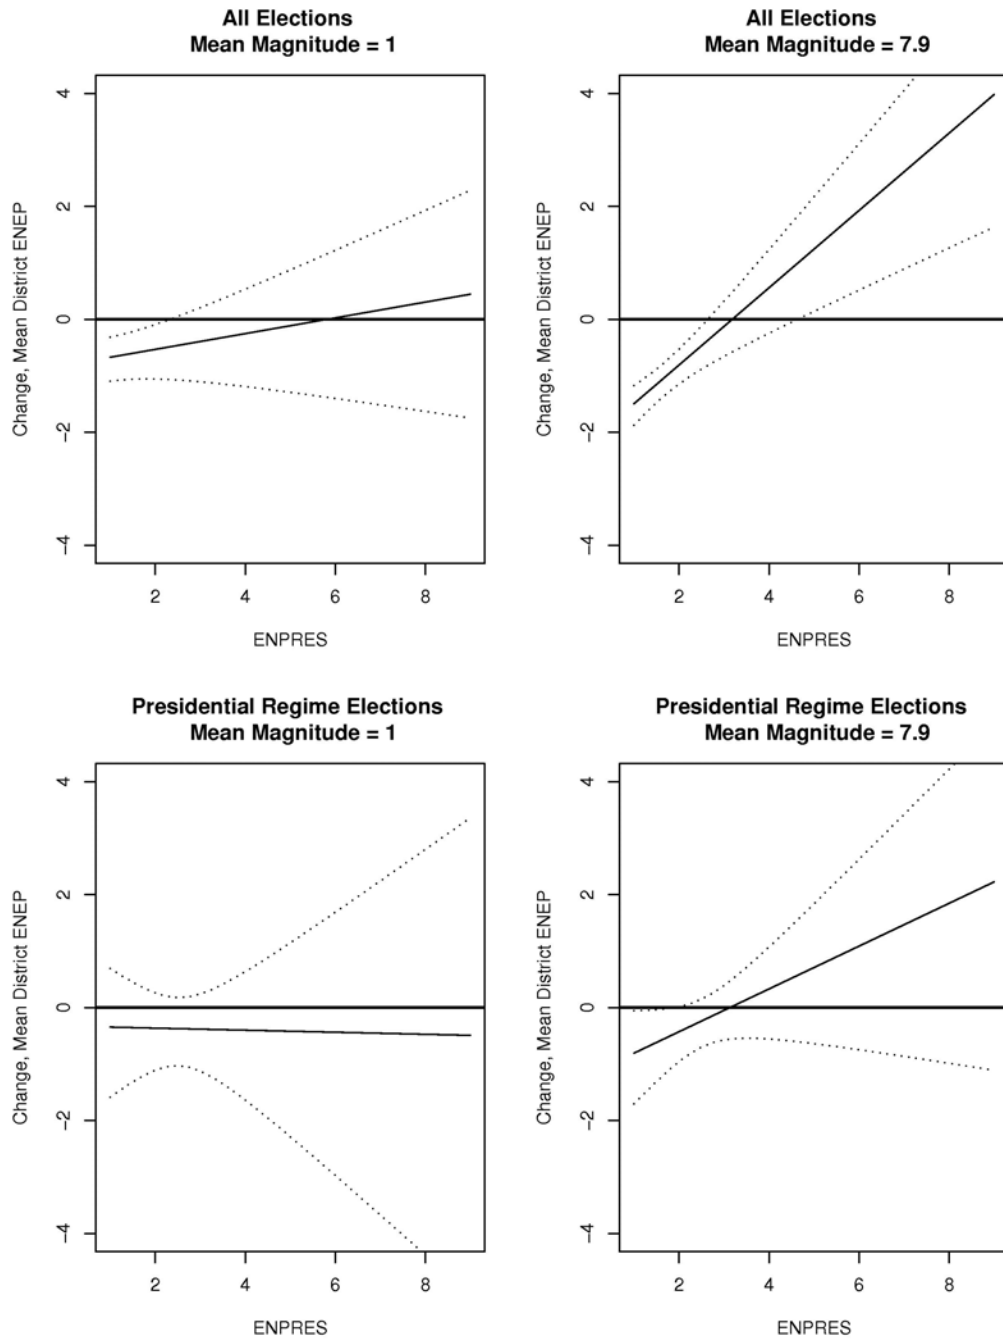 All Elections
Mean Magnitude = 1
Change, Mean District ENEP
4
2
0
−2
−4
2 4 6 8
ENPRES
All Elections
Mean Magnitude = 7.9
Change, Mean District ENEP
4
2
0
−2
−4
2 4 6 8
ENPRES
Presidential Regime Elections
Mean Magnitude = 1
Change, Mean District ENEP
4
2
0
−2
−4
2 4 6 8
ENPRES
Presidential Regime Elections
Mean Magnitude = 7.9
Change, Mean District ENEP
4
2
0
−2
−4
2 4 6 8
ENPRES